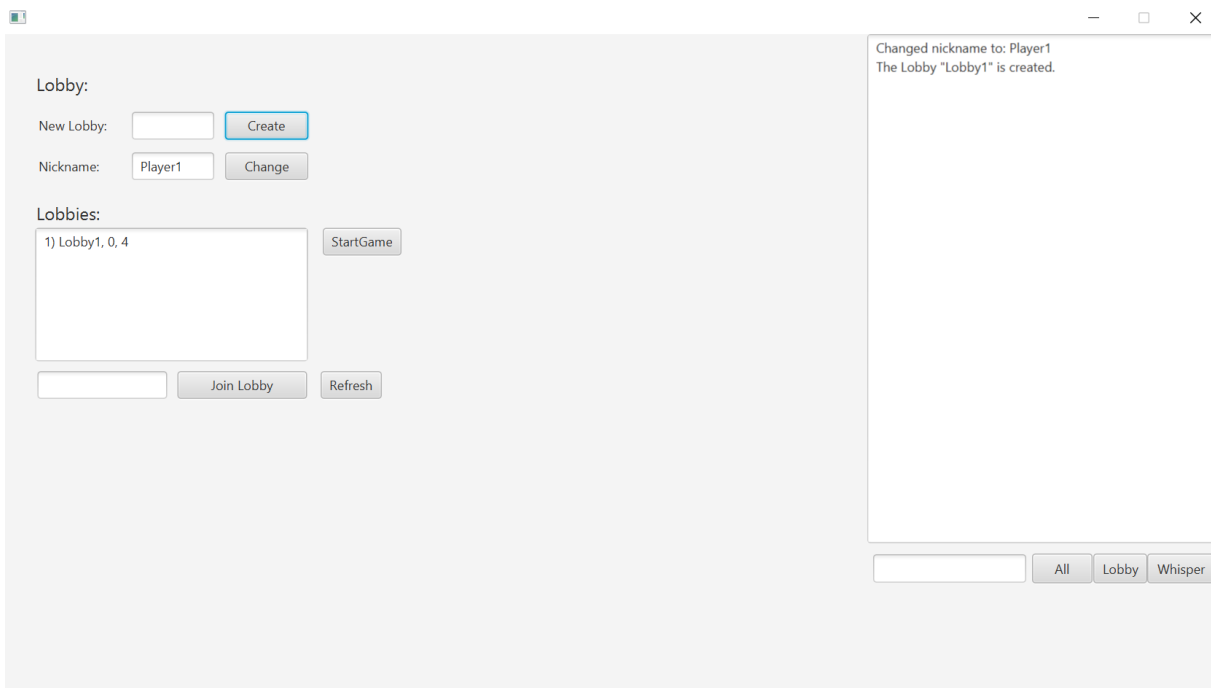 Lobby:
New Lobby: Create
Nickname: Player1 Change
Lobbies:
1) Lobby1, 0, 4
StartGame
Join Lobby Refresh
Changed nickname to: Player1
The Lobby "Lobby1" is created.
All Lobby Whisper